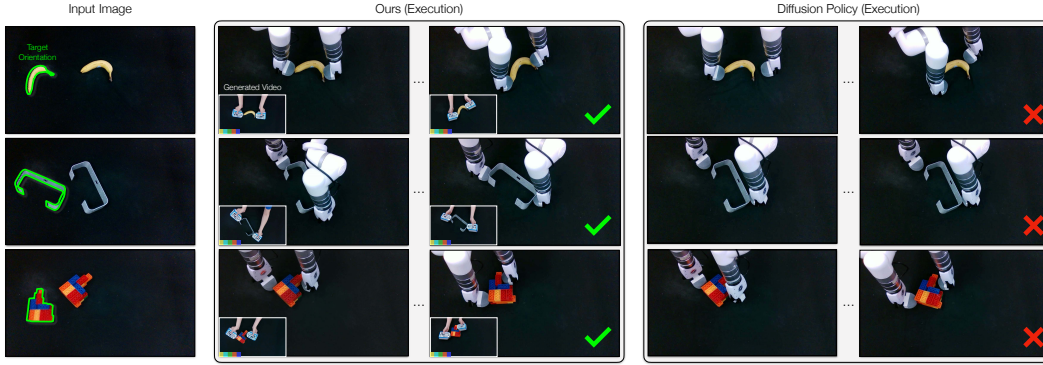 Input Image
Ours (Execution)
Diffusion Policy (Execution)
Target
Orientation
Generated Video
...
...
...
...
...
...